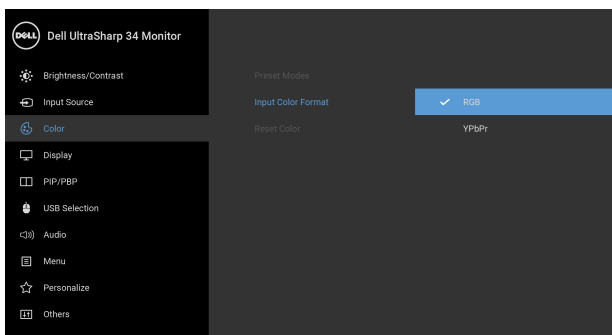 DELL Dell UltraSharp 34 Monitor
Brightness/Contrast Preset Modes
Input Source Input Color Format RGB
Color Reset Color YPbPr
Display
PIP/PBP
USB Selection
Audio
Menu
Personalize
Others